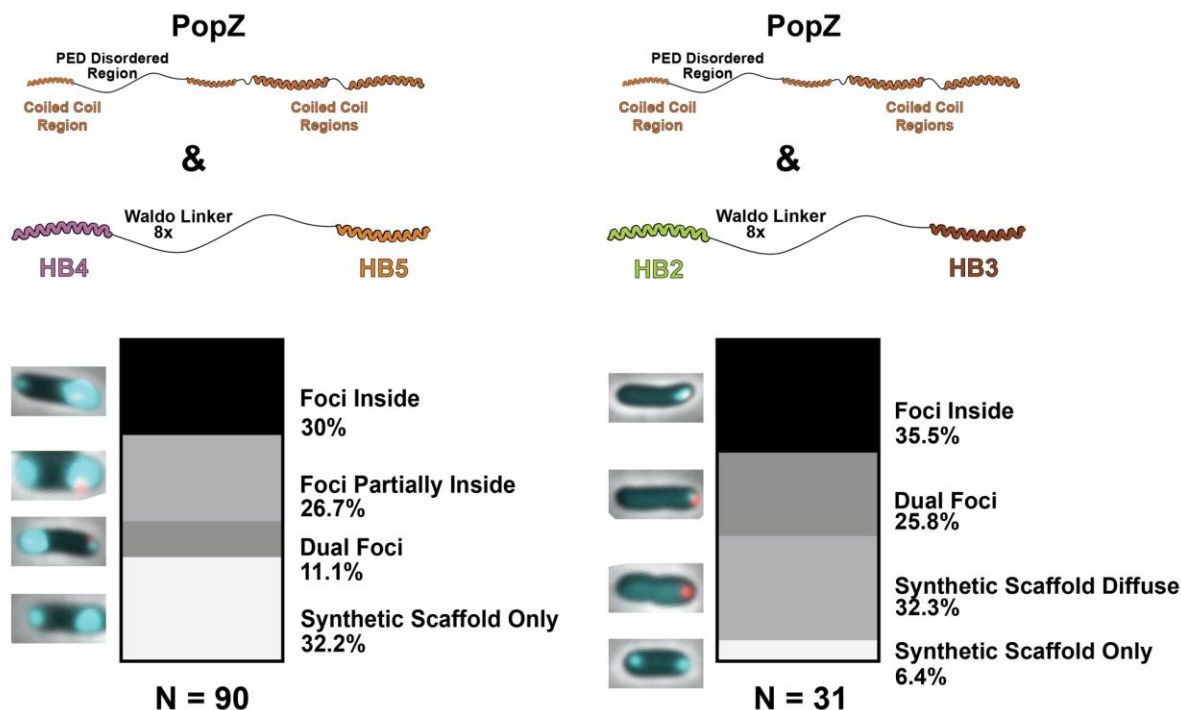 PopZ
PED Disordered
Region
Coiled Coil
Region
Coiled Coil
Regions
&
Waldo Linker
8x
HB4
HB5
Foci Inside
30%
Foci Partially Inside
26.7%
Dual Foci
11.1%
Synthetic Scaffold Only
32.2%
N = 90
PopZ
PED Disordered
Region
Coiled Coil
Region
Coiled Coil
Regions
&
Waldo Linker
8x
HB2
HB3
Foci Inside
35.5%
Dual Foci
25.8%
Synthetic Scaffold Diffuse
32.3%
Synthetic Scaffold Only
6.4%
N = 31